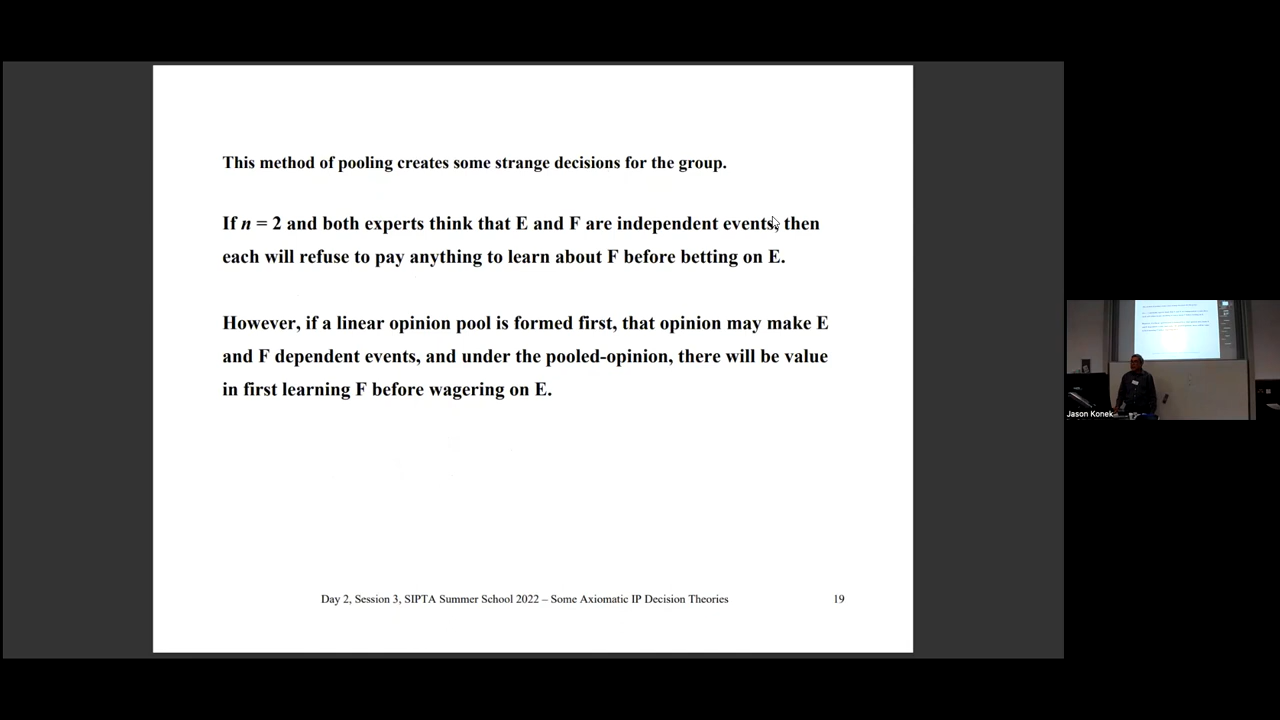 This method of pooling creates some strange decisions for the group.
If n = 2 and both experts think that E and F are independent events, then
each will refuse to pay anything to learn about F before betting on E.
However, if a linear opinion pool is formed first, that opinion may make E
and F dependent events, and under the pooled-opinion, there will be value
in first learning F before wagering on E.
Day 2, Session 3, SIPTA Summer School 2022 – Some Axiomatic IP Decision Theories
19
Jason Konek